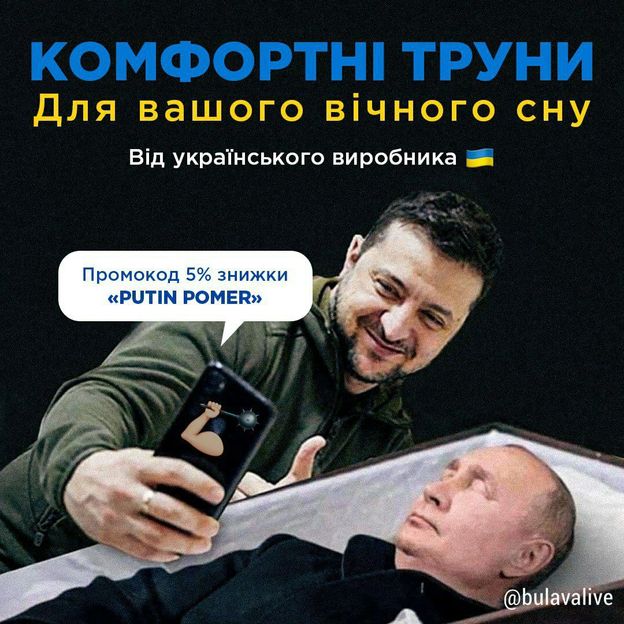 КОМФОРТНІ ТРУНИ
Для вашого вічного сну
Від українського виробника
Промокод 5% знижки
«PUTIN POMER»
@bulavalive